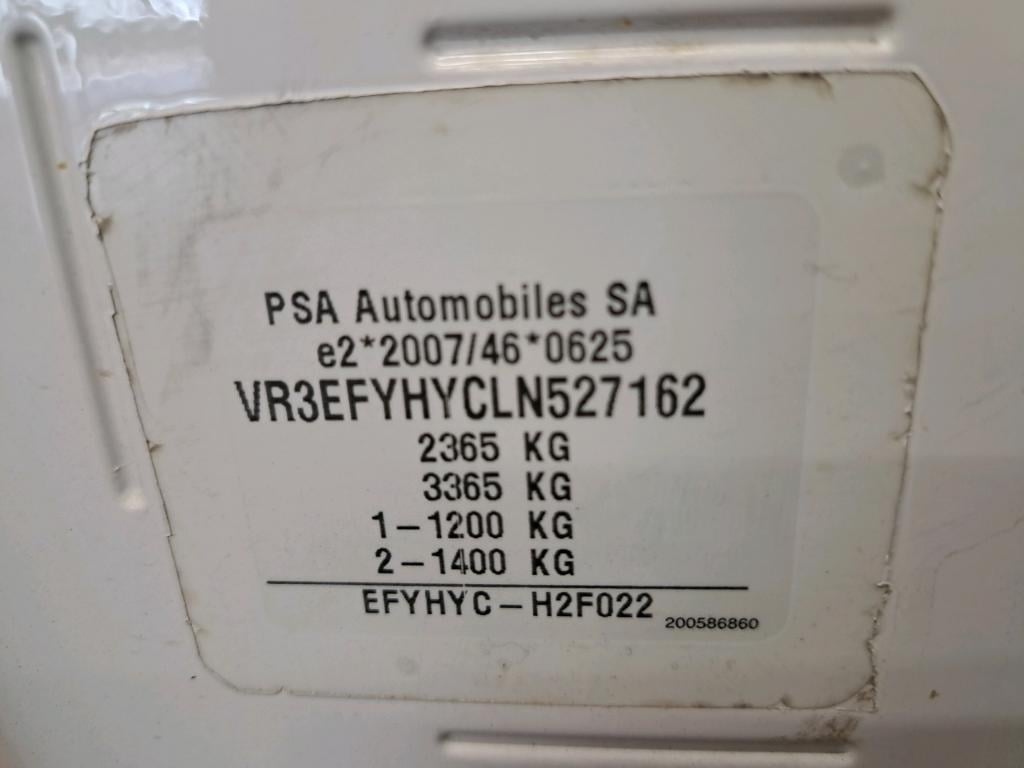 PSA Automobiles SA
e2*2007/46*0625
VR3EFYHYCLN527162
2365 KG
3365 KG
1-1200 KG
2-1400 KG
EFYHYC-H2F022
200586860